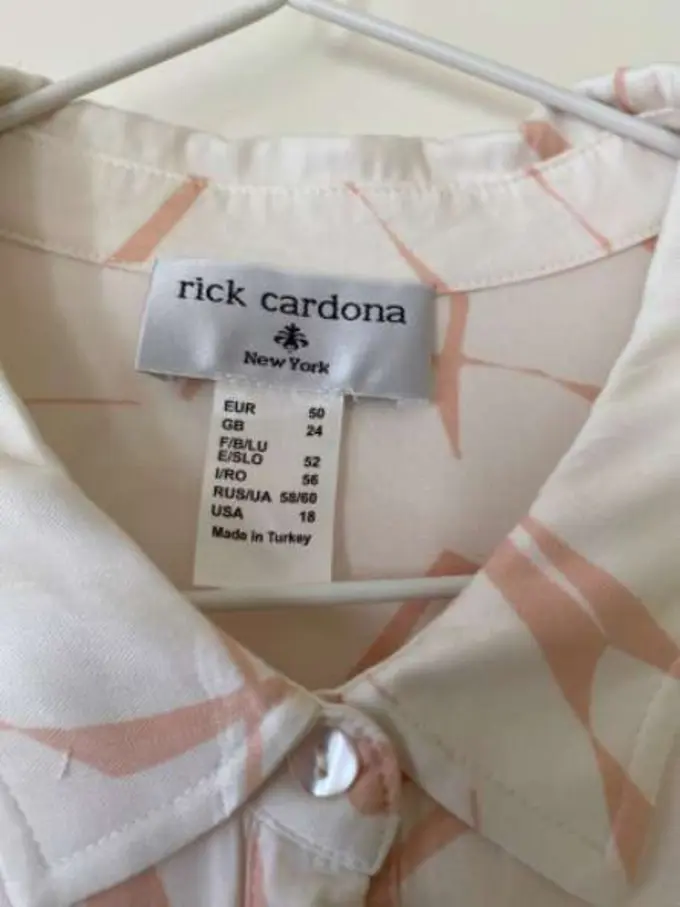 rick cardona
New York
EUR 50
GB 24
F/B/LU
E/SLO 52
I/RO 56
RUS/UA 58/60
USA 18
Made in Turkey